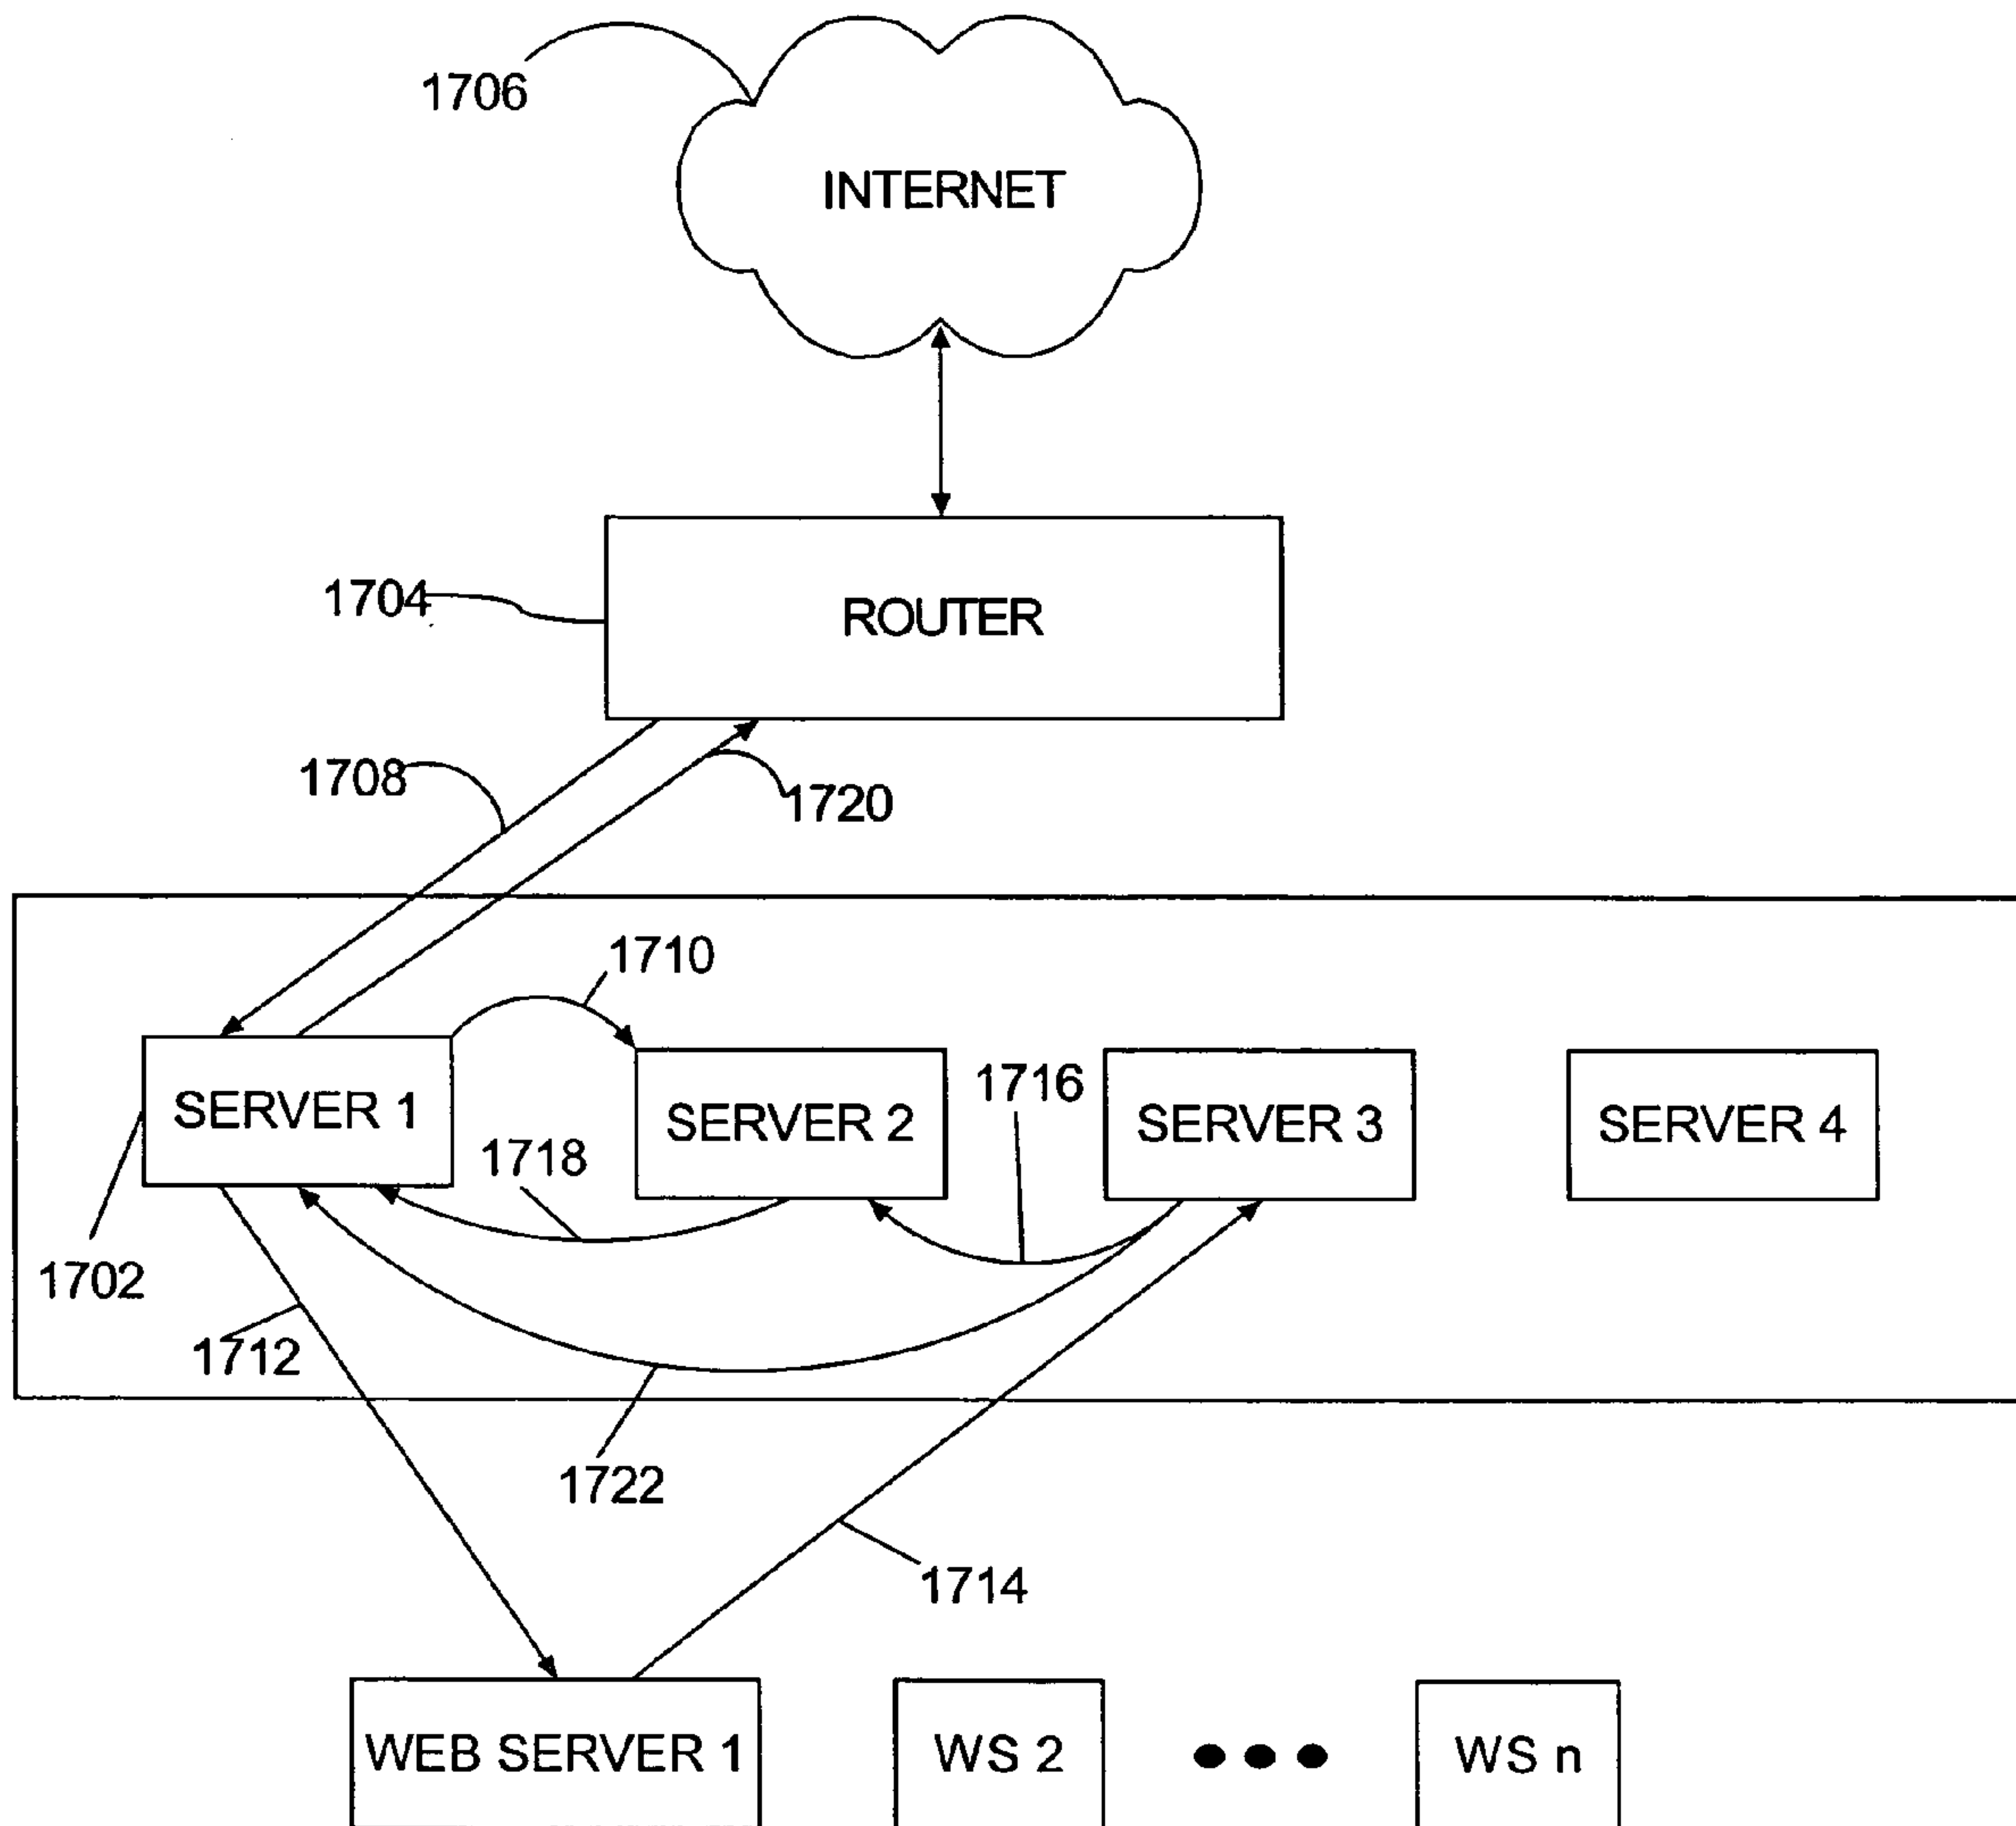 1706
INTERNET
1704
ROUTER
1708
1720
1710
SERVER 1
SERVER 2
1716
SERVER 3
SERVER 4
1718
1702
1712
1722
1714
WEB SERVER 1
WS 2
WS n